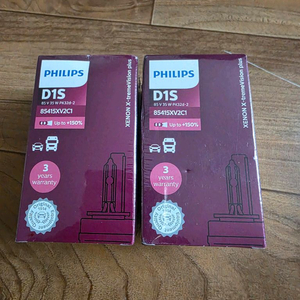 PHILIPS
D1S
85 V 35 W PK32d-2
85415XV2C1
Up to +150%
3
years
warranty
XENON X-tremeVision plus
PHILIPS
D1S
85 V 35 W PK32d-2
85415XV2C1
Up to +150%
3
years
warranty
XENON X-tremeVision plus